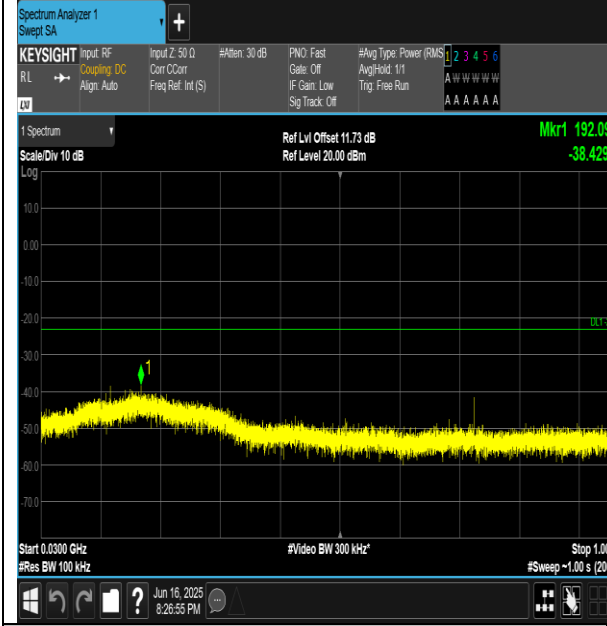 Spectrum Analyzer 1
Swept SA
+
KEYSIGHT Input: RF Input Z: 50 Ω #Atten: 30 dB PNO: Fast #Avg Type: Power (RMS 1 2 3 4 5 6
RL Coupling: DC Corr CCorr Gate: Off Avg|Hold: 1/1 A W W W W W
Align: Auto Freq Ref: Int (S) IF Gain: Low Trig: Free Run
LXI Sig Track: Off A A A A A A
1 Spectrum
Ref Lvl Offset 11.73 dB Mkr1 192.09
Scale/Div 10 dB Ref Level 20.00 dBm -38.429
Log
10.0
0.00
-10.0
-20.0
DL1
-30.0
1
-40.0
-50.0
-60.0
-70.0
Start 0.0300 GHz #Video BW 300 kHz* Stop 1.00
#Res BW 100 kHz #Sweep ~1.00 s (200
? Jun 16, 2025
8:26:55 PM